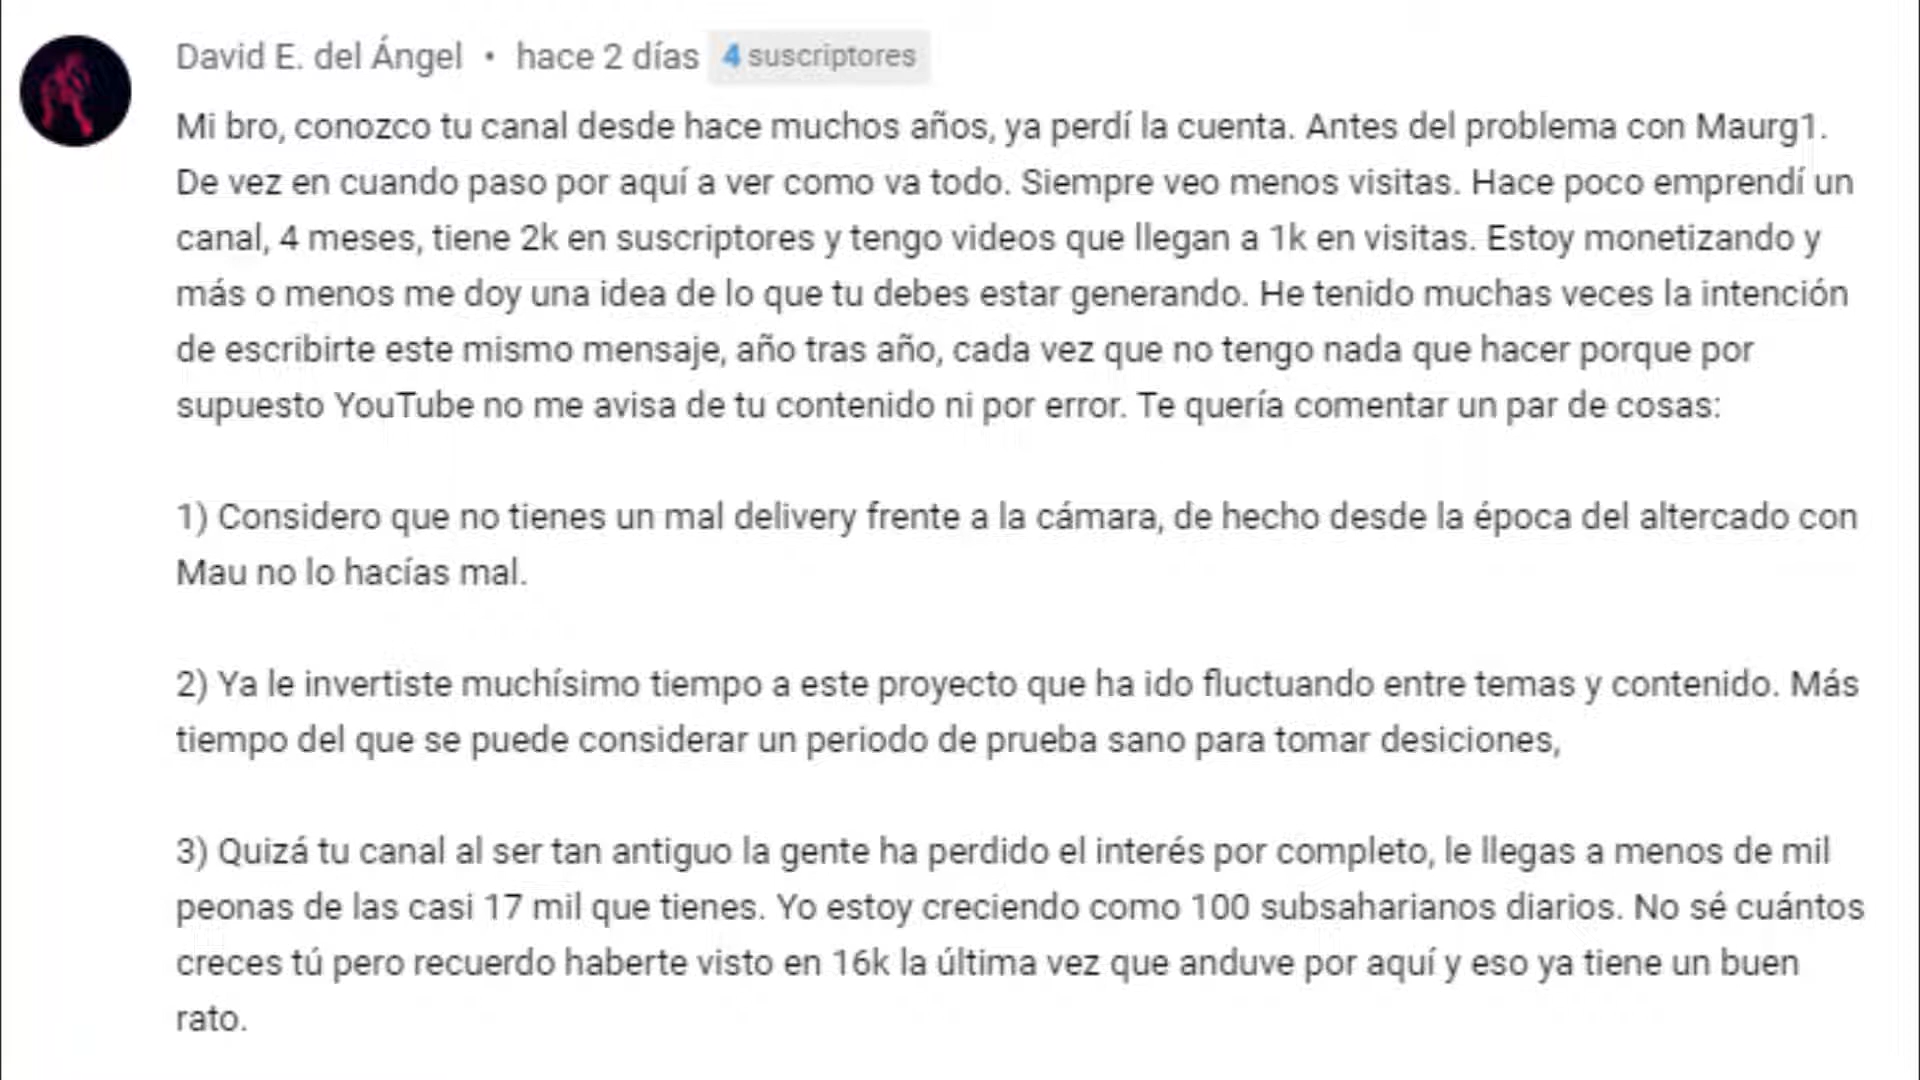 David E. del Ángel • hace 2 días 4 suscriptores
Mi bro, conozco tu canal desde hace muchos años, ya perdí la cuenta. Antes del problema con Maurg1.
De vez en cuando paso por aquí a ver como va todo. Siempre veo menos visitas. Hace poco emprendí un
canal, 4 meses, tiene 2k en suscriptores y tengo videos que llegan a 1k en visitas. Estoy monetizando y
más o menos me doy una idea de lo que tu debes estar generando. He tenido muchas veces la intención
de escribirte este mismo mensaje, año tras año, cada vez que no tengo nada que hacer porque por
supuesto YouTube no me avisa de tu contenido ni por error. Te quería comentar un par de cosas:
1) Considero que no tienes un mal delivery frente a la cámara, de hecho desde la época del altercado con
Mau no lo hacías mal.
2) Ya le invertiste muchísimo tiempo a este proyecto que ha ido fluctuando entre temas y contenido. Más
tiempo del que se puede considerar un periodo de prueba sano para tomar desiciones,
3) Quizá tu canal al ser tan antiguo la gente ha perdido el interés por completo, le llegas a menos de mil
peonas de las casi 17 mil que tienes. Yo estoy creciendo como 100 subsaharianos diarios. No sé cuántos
creces tú pero recuerdo haberte visto en 16k la última vez que anduve por aquí y eso ya tiene un buen
rato.